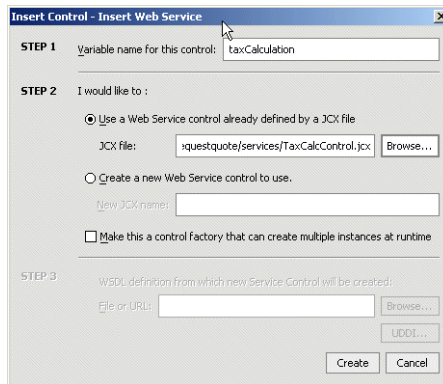 Insert Control - Insert Web Service
STEP 1 Variable name for this control: taxCalculation
STEP 2 I would like to :
Use a Web Service control already defined by a JCX file
JCX file: equestquote/services/TaxCalcControl.jcx Browse...
Create a new Web Service control to use.
New JCX name:
Make this a control factory that can create multiple instances at runtime
STEP 3 WSDL definition from which new Service Control will be created:
File or URL: Browse...
UDDI...
Create Cancel